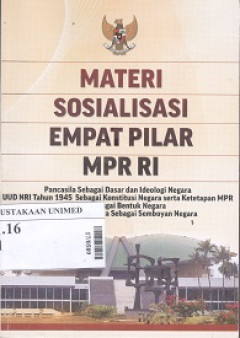 MATERI
SOSIALISASI
EMPAT PILAR
MPR RI
Pancasila Sebagai Dasar dan Ideologi Negara
UUD NRI Tahun 1945 Sebagai Konstitusi Negara serta Ketetapan MPR
agai Bentuk Negara
a Sebagai Semboyan Negara
USTAKAAN UNIMED
.16